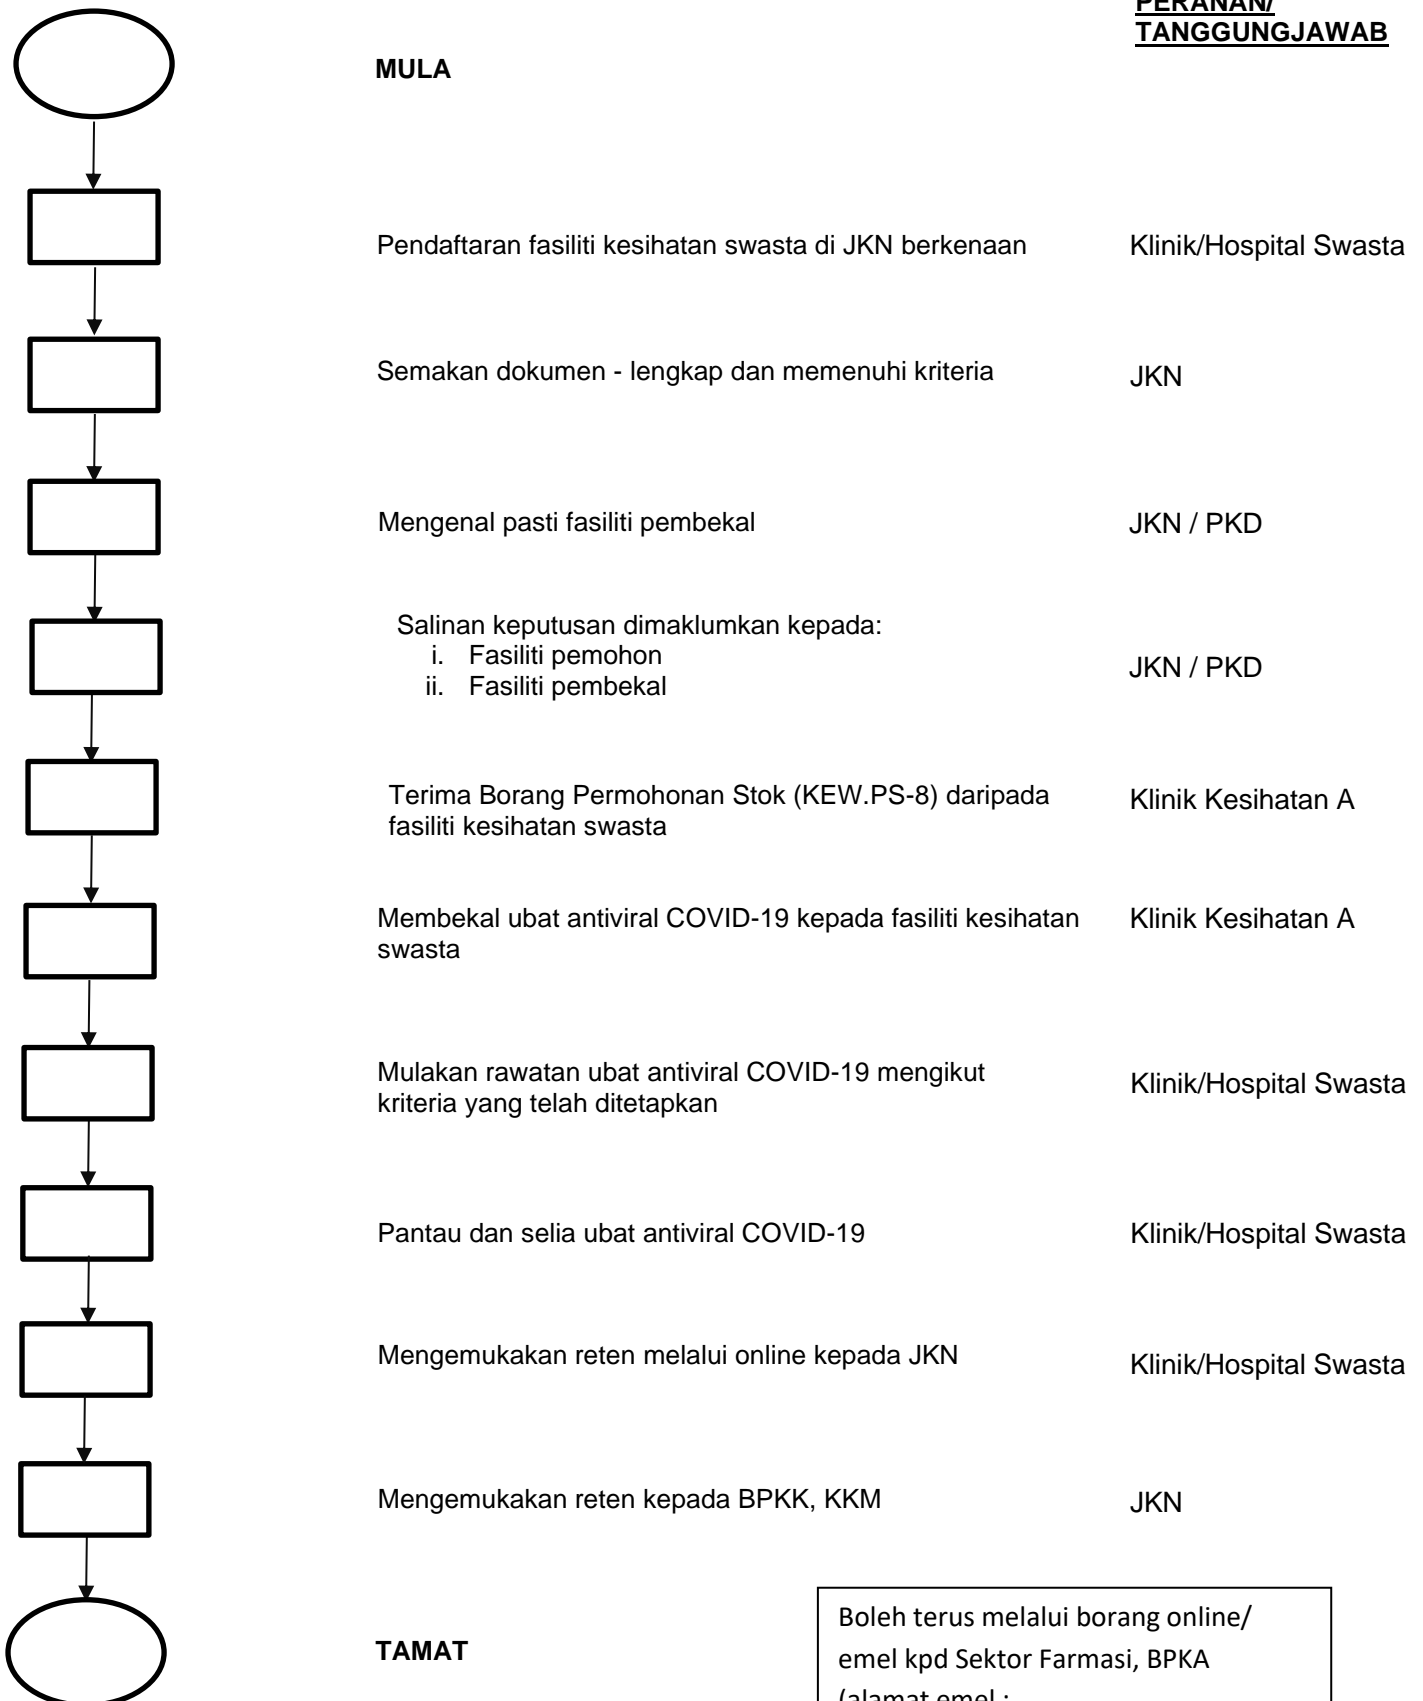 PERANAN/
TANGGUNGJAWAB
MULA
Pendaftaran fasiliti kesihatan swasta di JKN berkenaan
Klinik/Hospital Swasta
Semakan dokumen - lengkap dan memenuhi kriteria
JKN
Mengenal pasti fasiliti pembekal
JKN / PKD
Salinan keputusan dimaklumkan kepada:
i. Fasiliti pemohon
ii. Fasiliti pembekal
JKN / PKD
Terima Borang Permohonan Stok (KEW.PS-8) daripada
fasiliti kesihatan swasta
Klinik Kesihatan A
Membekal ubat antiviral COVID-19 kepada fasiliti kesihatan
swasta
Klinik Kesihatan A
Mulakan rawatan ubat antiviral COVID-19 mengikut
kriteria yang telah ditetapkan
Klinik/Hospital Swasta
Pantau dan selia ubat antiviral COVID-19
Klinik/Hospital Swasta
Mengemukakan reten melalui online kepada JKN
Klinik/Hospital Swasta
Mengemukakan reten kepada BPKK, KKM
JKN
TAMAT
Boleh terus melalui borang online/
emel kpd Sektor Farmasi, BPKA
(alamat emel :